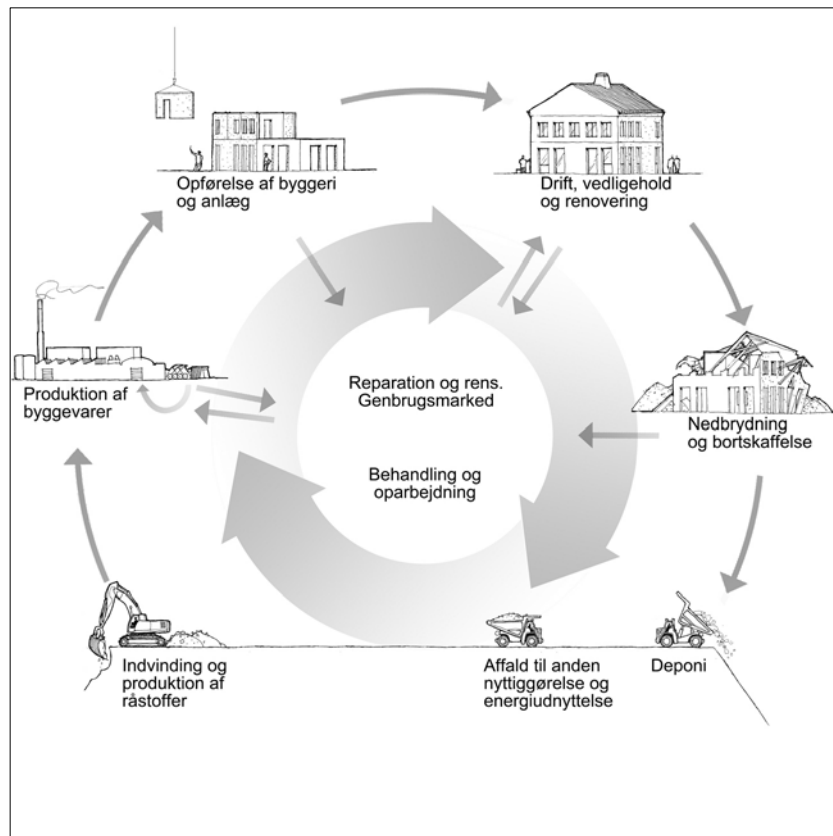 Opførelse af byggeri
og anlæg
Drift, vedligehold
og renovering
Produktion af
byggevarer
Reparation og rens.
Genbrugsmarked
Nedbrydning
og bortskaffelse
Behandling og
oparbejdning
Indvinding og
produktion af
råstoffer
Affald til anden
nyttiggørelse og
energiudnyttelse
Deponi